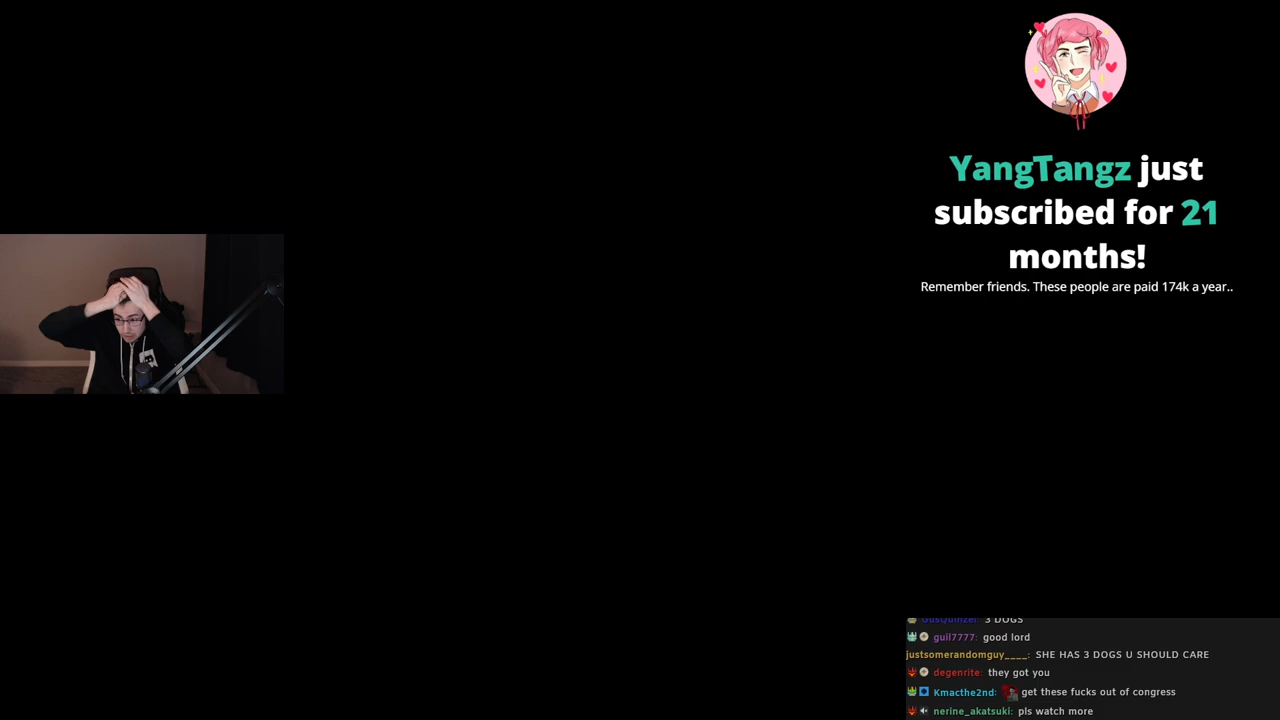 YangTangz just
subscribed for 21
months!
Remember friends. These people are paid 174k a year..
DusQuinzel: 3 DOGS
guil7777: good lord
justsomerandomguy____: SHE HAS 3 DOGS U SHOULD CARE
degenrite: they got you
Kmacthe2nd: get these fucks out of congress
nerine_akatsuki: pls watch more